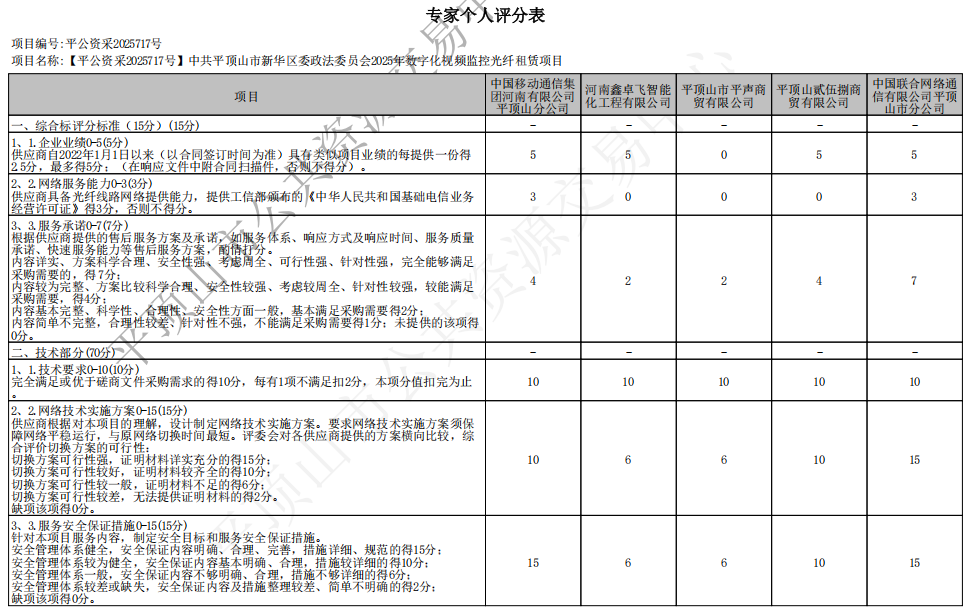 专家个人评分表
项目编号:平公资采2025717号
项目名称:【平公资采2025717号】中共平顶山市新华区委政法委员会2025年数字化视频监控光纤租赁项目
项目
中国移动通信集团河南有限公司平顶山分公司
河南鑫卓飞智能化工程有限公司
平顶山市平声商贸有限公司
平顶山贰伍捌商贸有限公司
中国联合网络通信有限公司平顶山市分公司
一、综合标评分标准（15分）(15分) – – – – –
1、1.企业业绩0-5(5分)
供应商自2022年1月1日以来（以合同签订时间为准）具有类似项目业绩的每提供一份得
2.5分，最多得5分；（在响应文件中附合同扫描件，否则不得分）。
5 5 0 5 5
2、2.网络服务能力0-3(3分)
供应商具备光纤线路网络提供能力，提供工信部颁布的《中华人民共和国基础电信业务
经营许可证》得3分，否则不得分。
3 0 0 0 3
3、3.服务承诺0-7(7分)
根据供应商提供的售后服务方案及承诺，如服务体系、响应方式及响应时间、服务质量
承诺、快速服务能力等售后服务方案，酌情打分。
内容详实、方案科学合理、安全性强、考虑周全、可行性强、针对性强，完全能够满足
采购需要的，得7分；
内容较为完整、方案比较科学合理、安全性较强、考虑较周全、针对性较强，较能满足
采购需要，得4分；
内容基本完整、科学性、合理性、安全性方面一般，基本满足采购需要得2分；
内容简单不完整，合理性较差、针对性不强，不能满足采购需要得1分；未提供的该项得
0分。
4 2 2 4 7
二、技术部分(70分) – – – – –
1、1.技术要求0-10(10分)
完全满足或优于磋商文件采购需求的得10分，每有1项不满足扣2分，本项分值扣完为止
。
10 10 10 10 10
2、2.网络技术实施方案0-15(15分)
供应商根据对本项目的理解，设计制定网络技术实施方案。要求网络技术实施方案须保
障网络平稳运行，与原网络切换时间最短。评委会对各供应商提供的方案横向比较，综
合评价切换方案的可行性：
切换方案可行性强，证明材料详实充分的得15分；
切换方案可行性较好，证明材料较齐全的得10分；
切换方案可行性较一般，证明材料不足的得6分；
切换方案可行性较差，无法提供证明材料的得2分。
缺项该项得0分。
10 6 6 10 15
3、3.服务安全保证措施0-15(15分)
针对本项目服务内容，制定安全目标和服务安全保证措施。
安全管理体系健全，安全保证内容明确、合理、完善，措施详细、规范的得15分；
安全管理体系较为健全，安全保证内容基本明确、合理，措施较详细的得10分；
安全管理体系一般，安全保证内容不够明确、合理，措施不够详细的得6分；
安全管理体系较差或缺失，安全保证内容及措施整理较差、简单不明确的得2分；
缺项该项得0分。
15 6 6 10 15
平顶山市公共资源交易中心
平顶山市公共资源交易中心